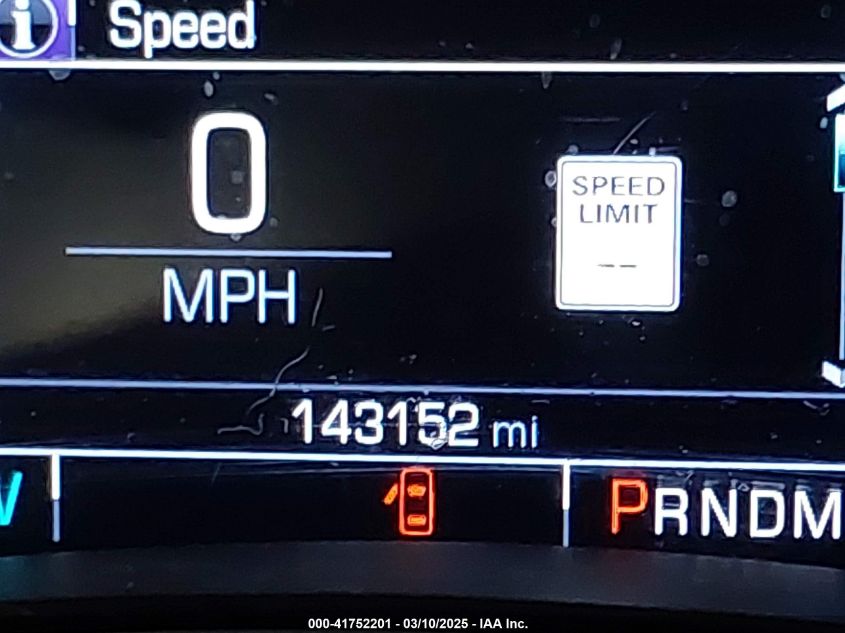 Speed
0
MPH
SPEED
LIMIT
--
143152 mi
PRNDM
000-41752201 - 03/10/2025 - IAA Inc.